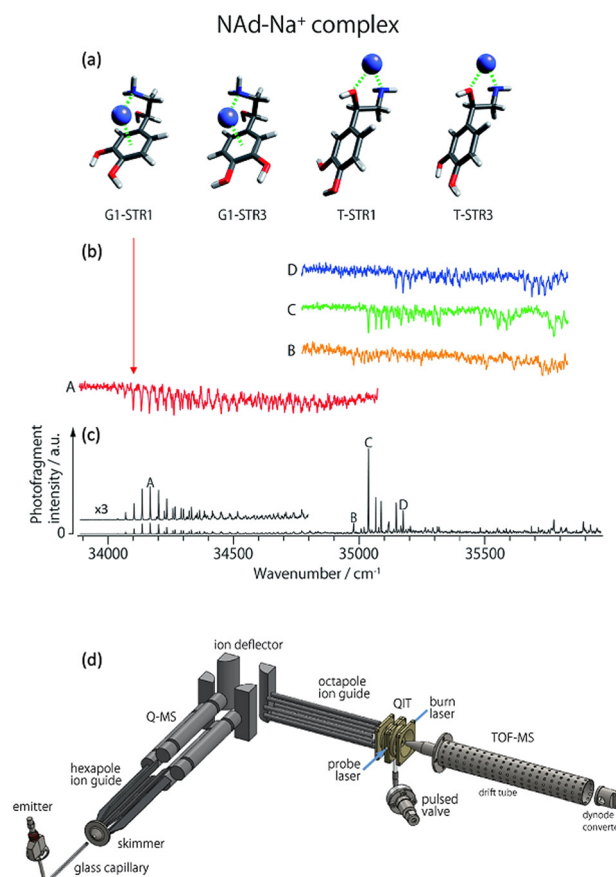 NAd-Na⁺ complex
(a)
G1-STR1 G1-STR3 T-STR1 T-STR3
(b)
D
C
B
A
(c)
Photofragment
intensity / a.u.
x3
0
A
B
C
D
34000 34500 35000 35500
Wavenumber / cm⁻¹
(d)
ion deflector
octapole
ion guide
Q-MS
QIT
burn
laser
TOF-MS
hexapole
ion guide
probe
laser
drift tube
emitter
pulsed
valve
dynode
converte
skimmer
glass capillary